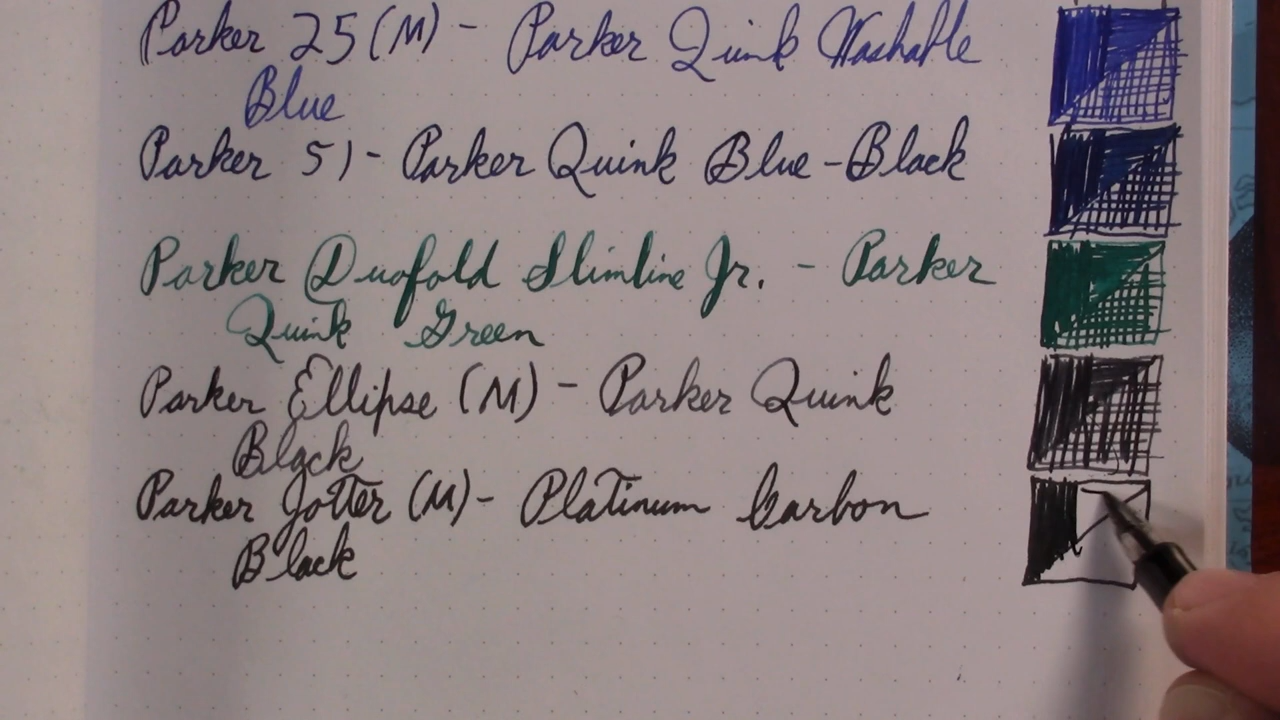 Parker 25 (M) - Parker Quink Washable
Blue
Parker 51 - Parker Quink Blue-Black
Parker Duofold Slimline Jr. - Parker
Quink Green
Parker Ellipse (M) - Parker Quink
Black
Parker Jotter (M) - Platinum Carbon
Black